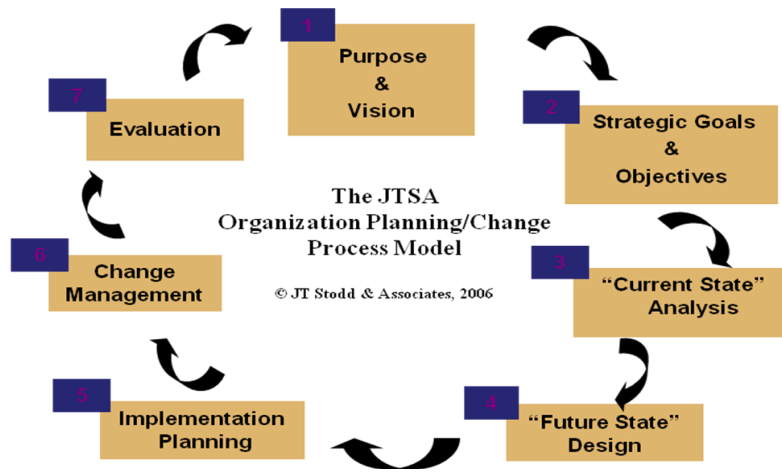 1
Purpose
&
Vision
2
Strategic Goals
&
Objectives
3
“Current State”
Analysis
4
“Future State”
Design
5
Implementation
Planning
6
Change
Management
7
Evaluation
The JTSA
Organization Planning/Change
Process Model
© JT Stodd & Associates, 2006